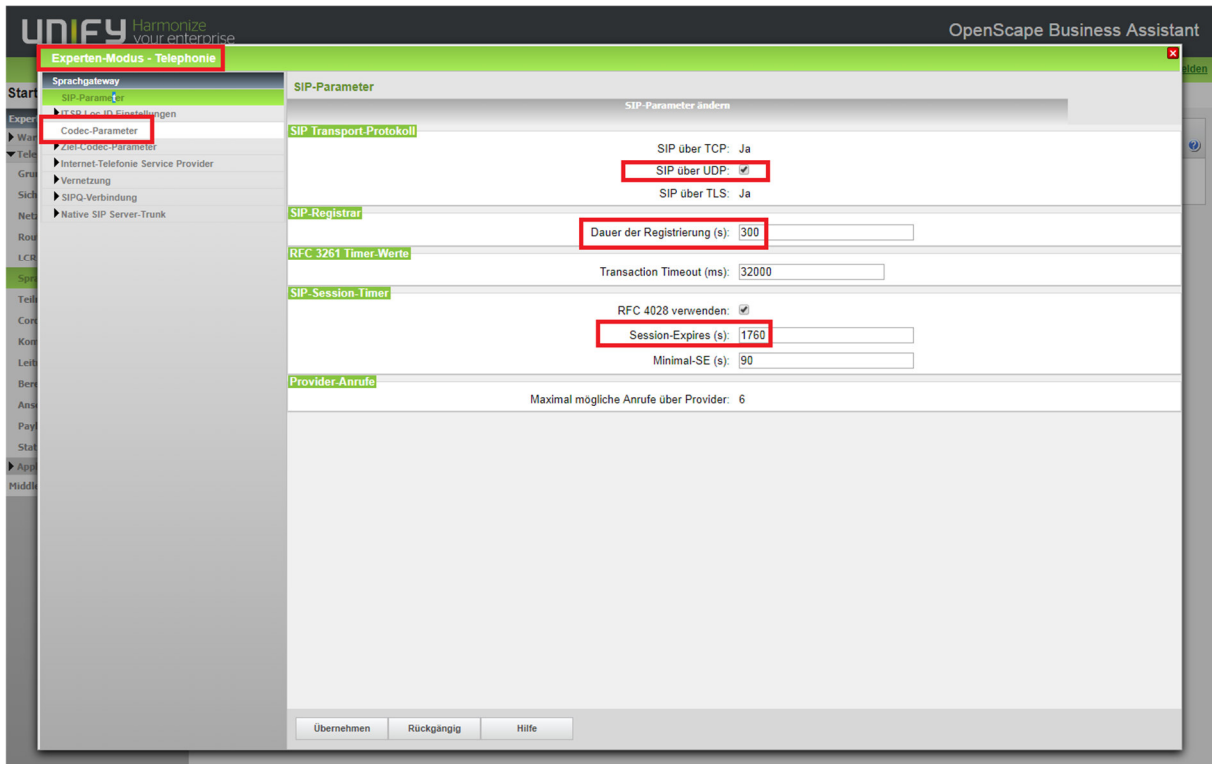 UNIFY Harmonize
your enterprise
OpenScape Business Assistant
Experten-Modus - Telephonie
Sprachgateway
SIP-Parameter
ITSP Loc ID Einstellungen
Codec-Parameter
Ziel-Codec-Parameter
Internet-Telefonie Service Provider
Vernetzung
SIPQ-Verbindung
Native SIP Server-Trunk
SIP-Parameter
SIP-Parameter ändern
SIP Transport-Protokoll
SIP über TCP: Ja
SIP über UDP:
SIP über TLS: Ja
SIP-Registrar
Dauer der Registrierung (s): 300
RFC 3261 Timer-Werte
Transaction Timeout (ms): 32000
SIP-Session-Timer
RFC 4028 verwenden:
Session-Expires (s): 1760
Minimal-SE (s): 90
Provider-Anrufe
Maximal mögliche Anrufe über Provider: 6
Übernehmen Rückgängig Hilfe
Start